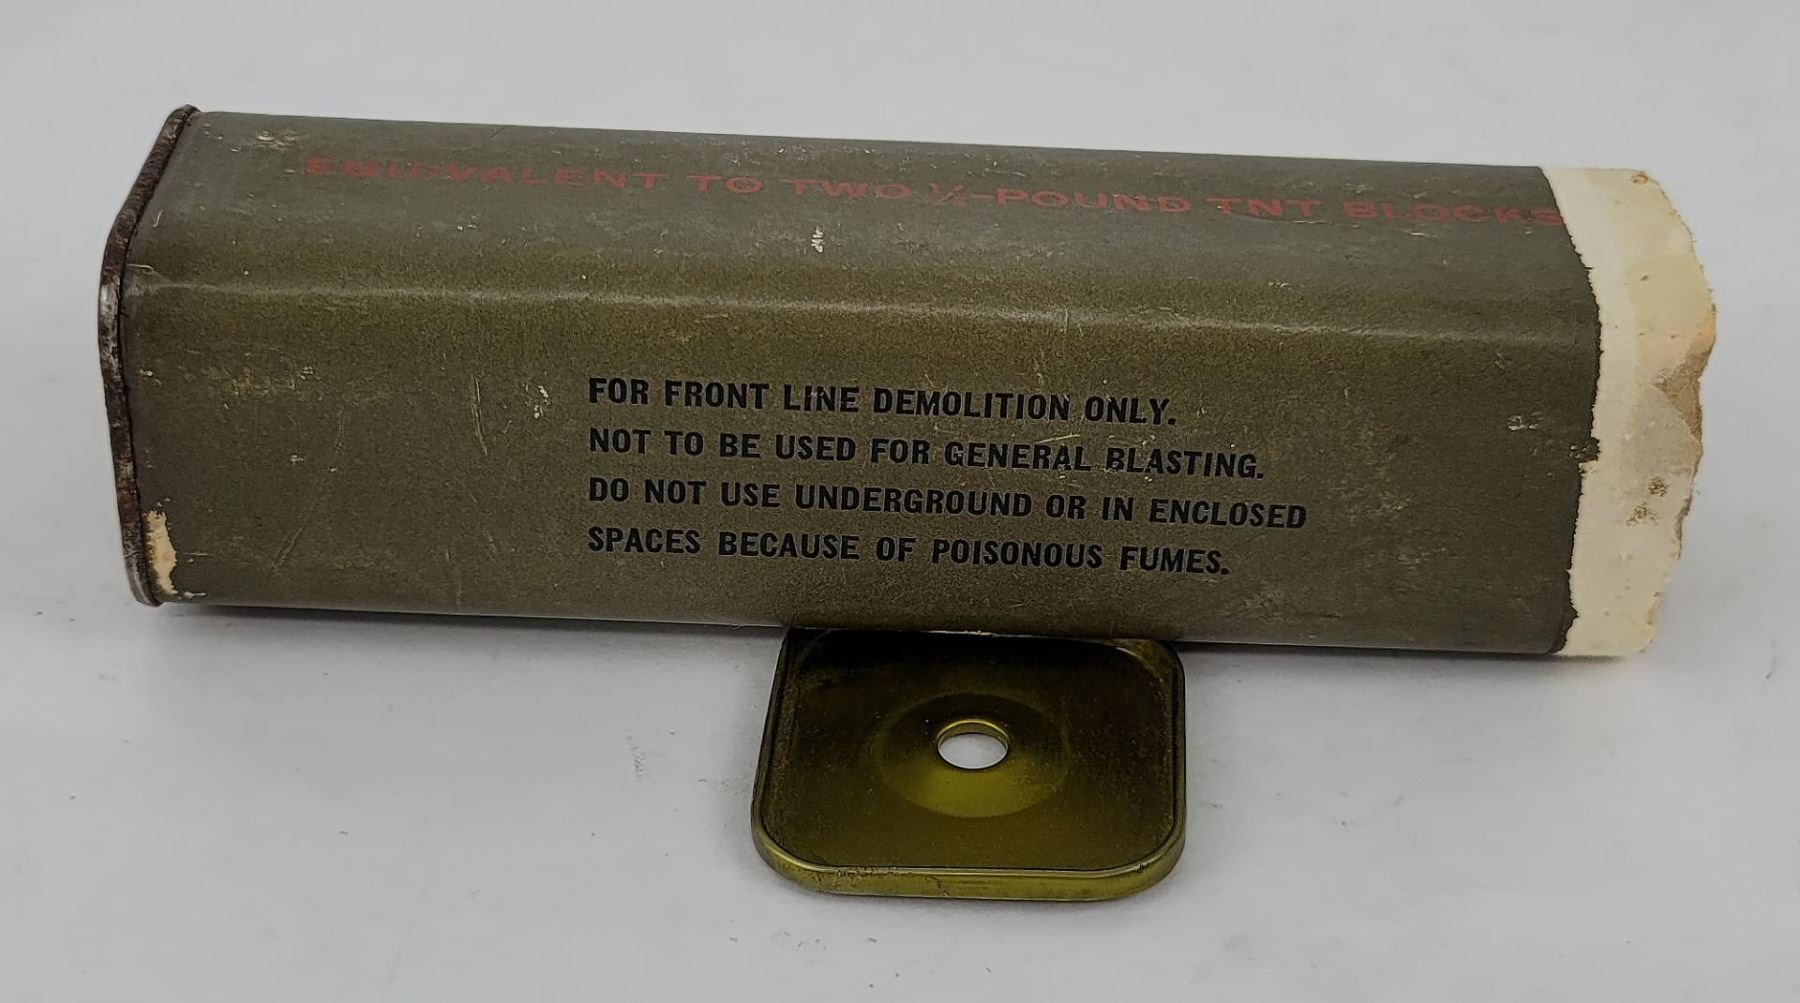 EQUIVALENT TO TWO ½-POUND TNT BLOCKS
FOR FRONT LINE DEMOLITION ONLY.
NOT TO BE USED FOR GENERAL BLASTING.
DO NOT USE UNDERGROUND OR IN ENCLOSED
SPACES BECAUSE OF POISONOUS FUMES.